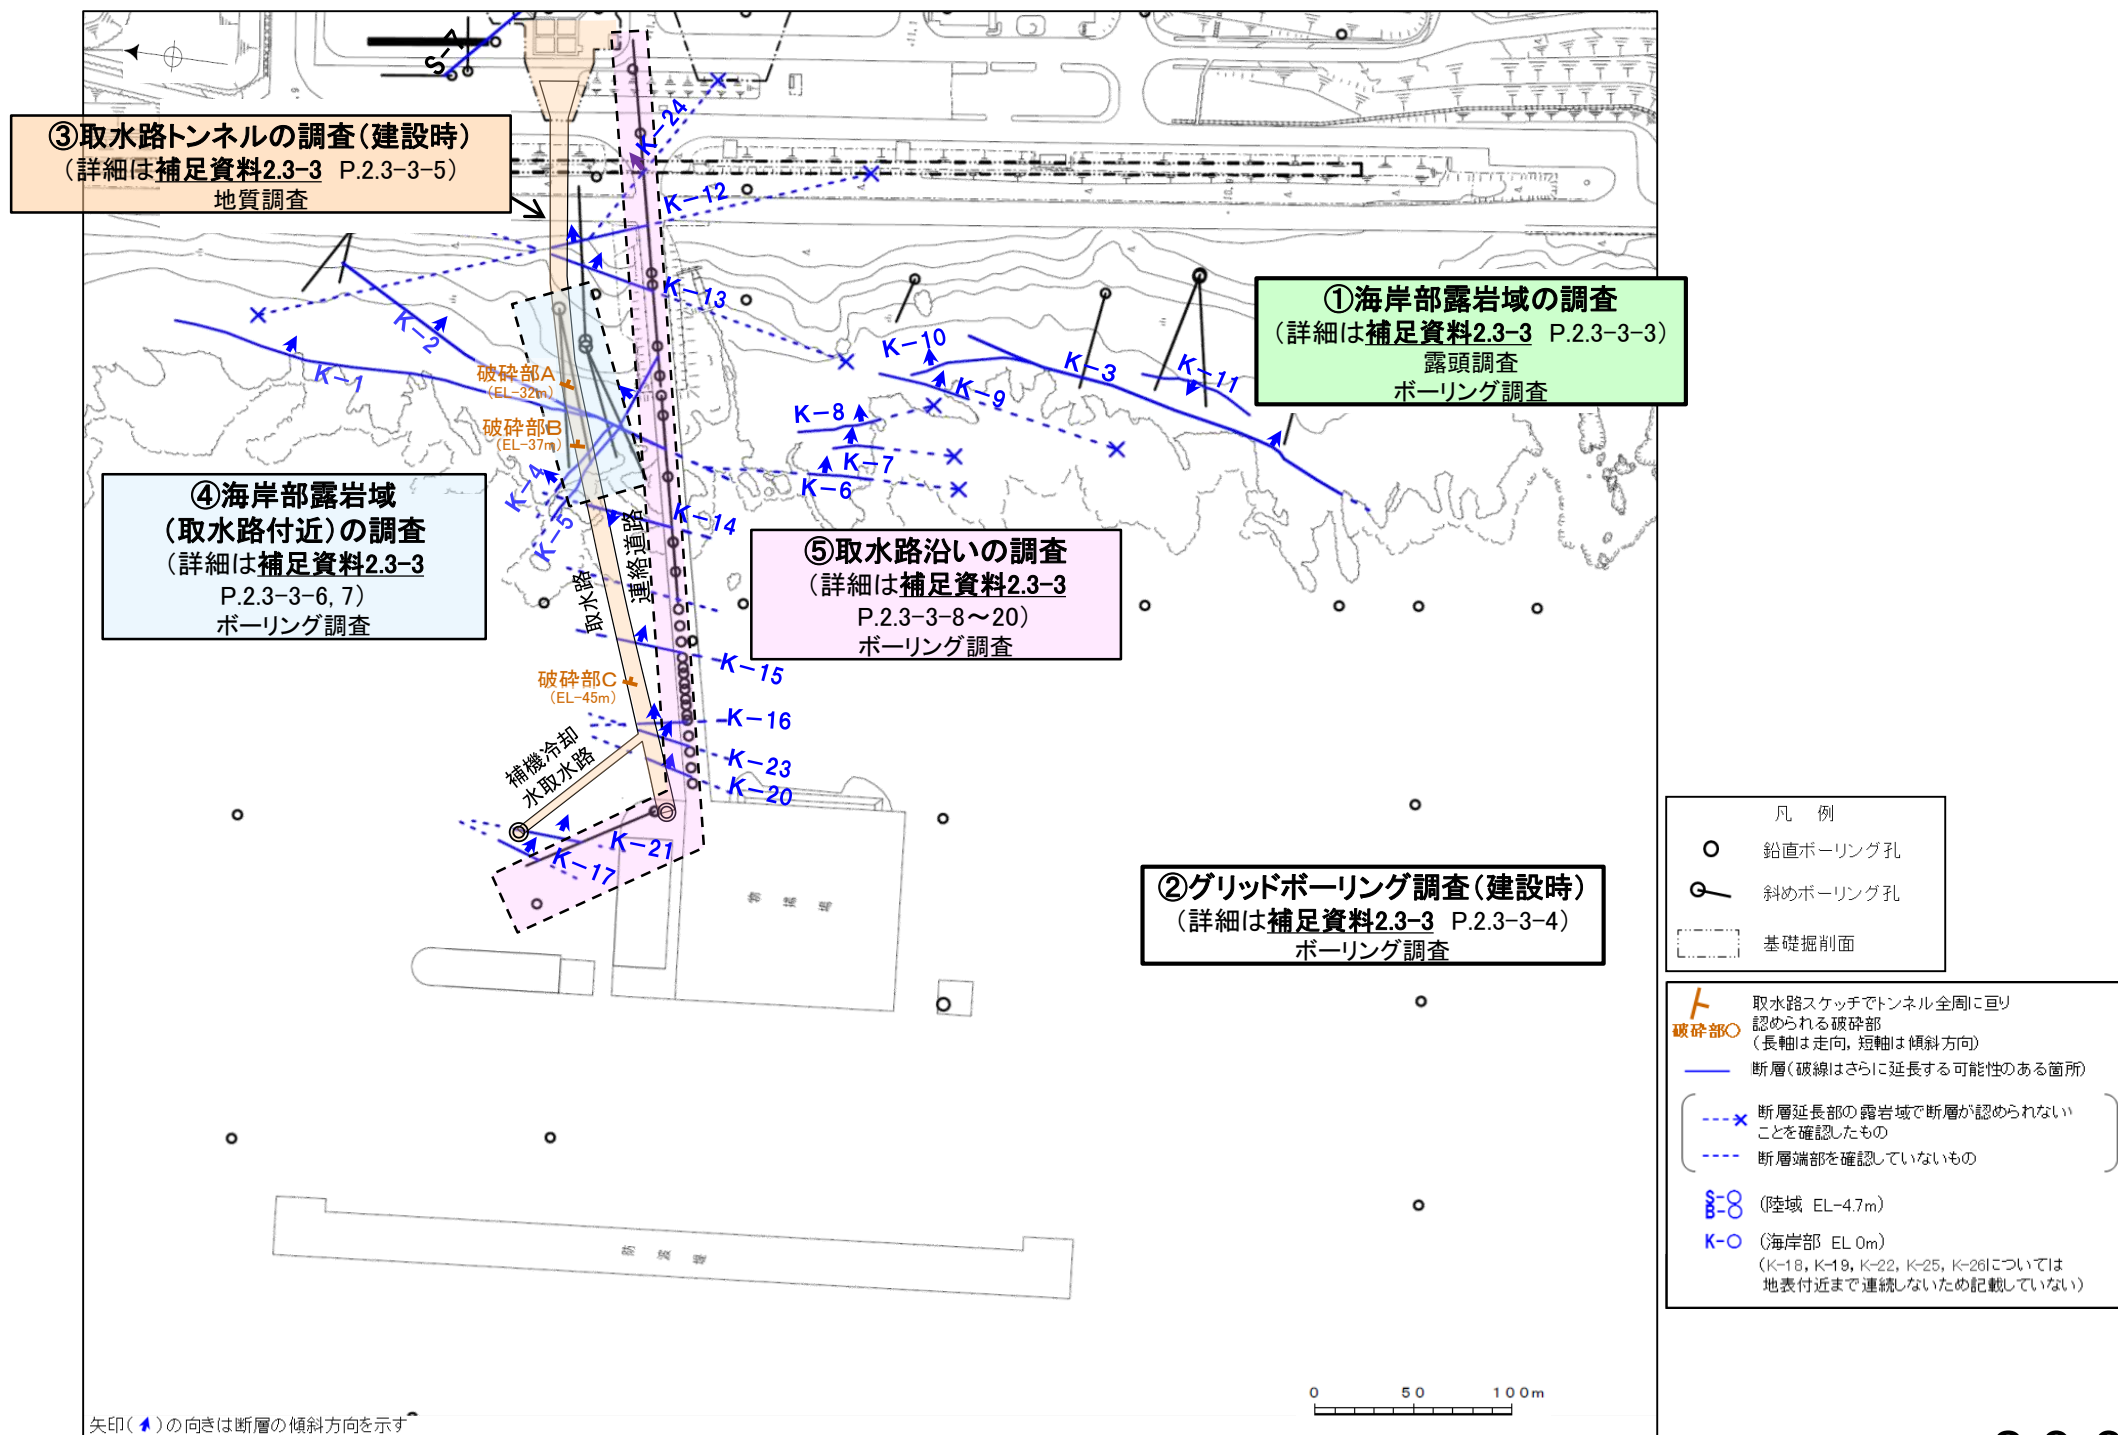 S-7
③取水路トンネルの調査(建設時)
(詳細は補足資料2.3-3 P.2.3-3-5)
地質調査
K-24
K-12
K-13
K-2
K-1
破砕部A
(EL-32m)
破砕部B
(EL-37m)
K-4
K-5
K-10
K-9
K-8
K-7
K-6
K-3
K-11
①海岸部露岩域の調査
(詳細は補足資料2.3-3 P.2.3-3-3)
露頭調査
ボーリング調査
④海岸部露岩域
(取水路付近)の調査
(詳細は補足資料2.3-3
P.2.3-3-6, 7)
ボーリング調査
K-14
連絡道路
取水路
⑤取水路沿いの調査
(詳細は補足資料2.3-3
P.2.3-3-8~20)
ボーリング調査
K-15
破砕部C
(EL-45m)
K-16
K-23
K-20
補機冷却
水取水路
K-21
K-17
物揚場
②グリッドボーリング調査(建設時)
(詳細は補足資料2.3-3 P.2.3-3-4)
ボーリング調査
防波堤
凡 例
鉛直ボーリング孔
斜めボーリング孔
基礎掘削面
破砕部○
取水路スケッチでトンネル全周に亘り
認められる破砕部
(長軸は走向, 短軸は傾斜方向)
断層(破線はさらに延長する可能性のある箇所)
断層延長部の露岩域で断層が認められない
ことを確認したもの
断層端部を確認していないもの
S-○
B-○
(陸域 EL-4.7m)
K-○
(海岸部 EL 0m)
(K-18, K-19, K-22, K-25, K-26については
地表付近まで連続しないため記載していない)
0 50 100m
矢印( )の向きは断層の傾斜方向を示す